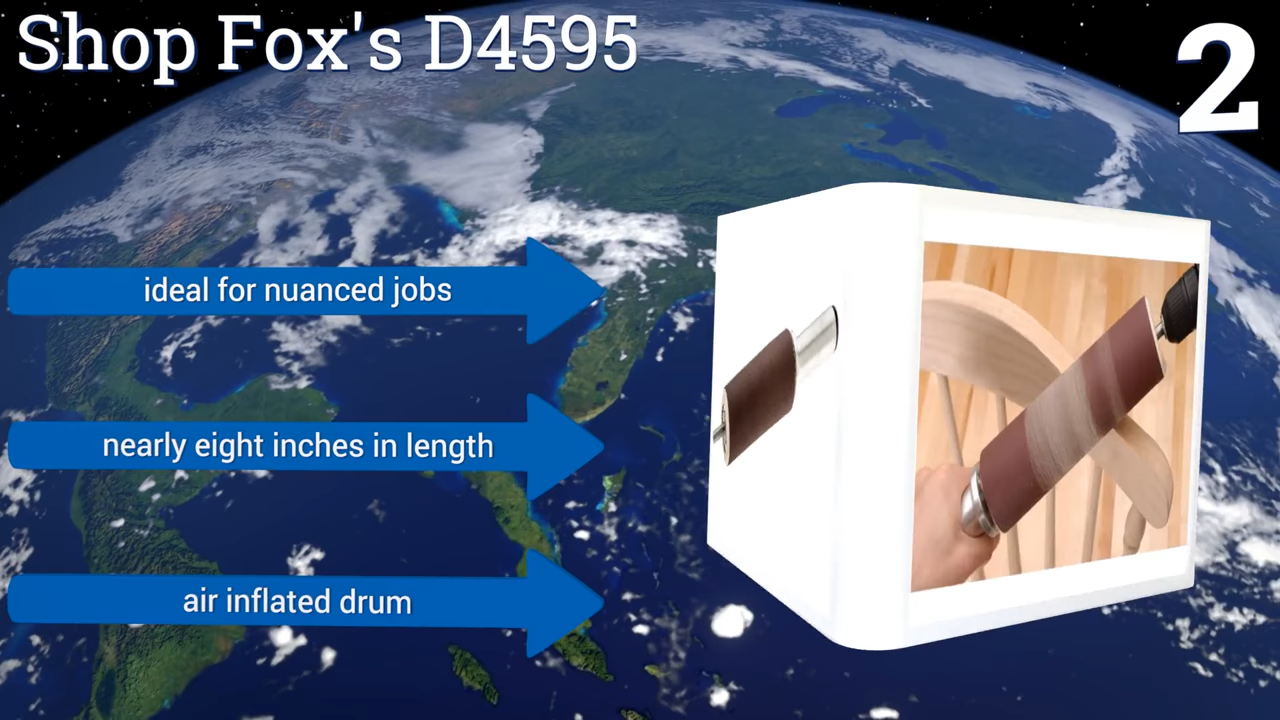 Shop Fox's D4595
2
ideal for nuanced jobs
nearly eight inches in length
air inflated drum